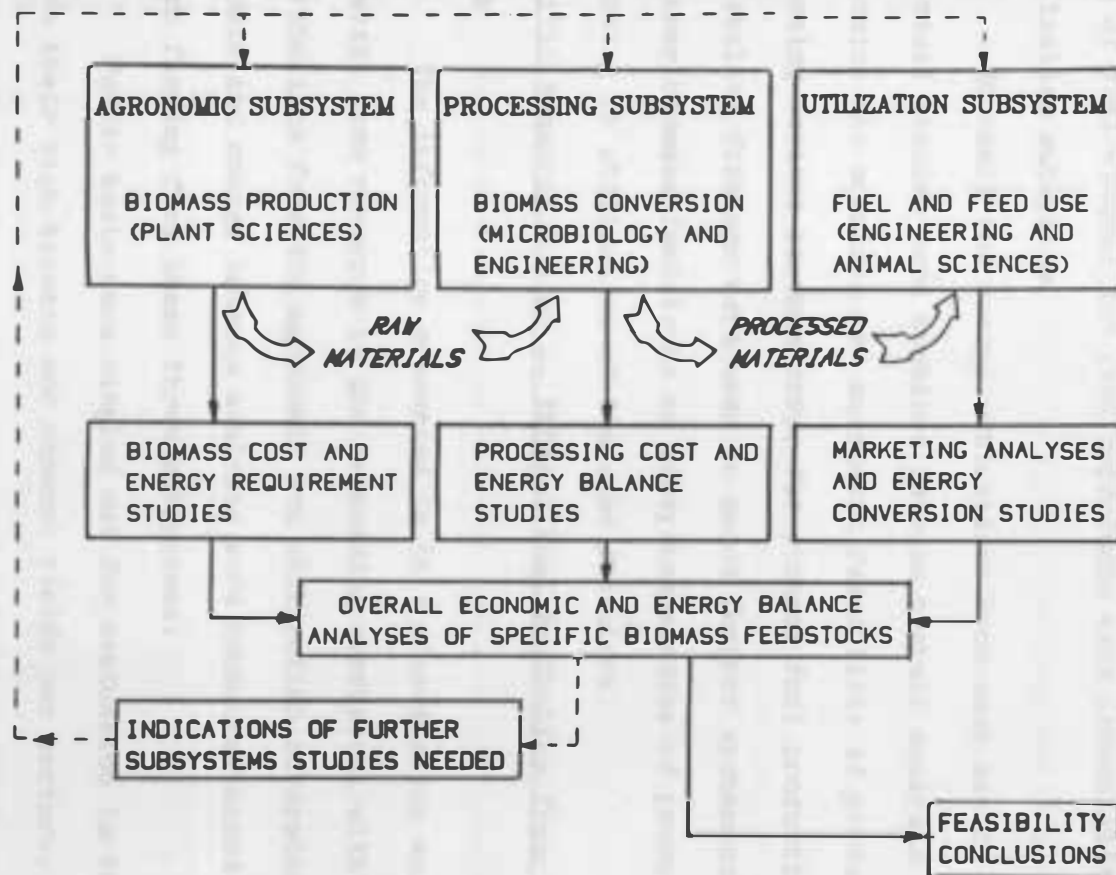 AGRONOMIC SUBSYSTEM
BIOMASS PRODUCTION
(PLANT SCIENCES)
PROCESSING SUBSYSTEM
BIOMASS CONVERSION
(MICROBIOLOGY AND
ENGINEERING)
UTILIZATION SUBSYSTEM
FUEL AND FEED USE
(ENGINEERING AND
ANIMAL SCIENCES)
RAW
MATERIALS
PROCESSED
MATERIALS
BIOMASS COST AND
ENERGY REQUIREMENT
STUDIES
PROCESSING COST AND
ENERGY BALANCE
STUDIES
MARKETING ANALYSES
AND ENERGY
CONVERSION STUDIES
OVERALL ECONOMIC AND ENERGY BALANCE
ANALYSES OF SPECIFIC BIOMASS FEEDSTOCKS
INDICATIONS OF FURTHER
SUBSYSTEMS STUDIES NEEDED
FEASIBILITY
CONCLUSIONS